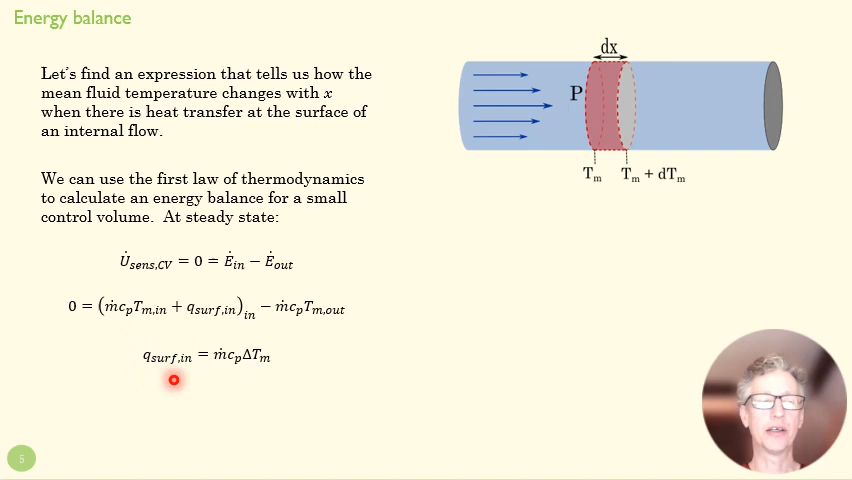 Energy balance
Let's find an expression that tells us how the
mean fluid temperature changes with x
when there is heat transfer at the surface of
an internal flow.
We can use the first law of thermodynamics
to calculate an energy balance for a small
control volume.  At steady state:
U̇sens,CV = 0 = Ėin − Ėout
0 = (ṁcpTm,in + qsurf,in)in − ṁcpTm,out
qsurf,in = ṁcpΔTm
dx
P
Tm
Tm + dTm
5